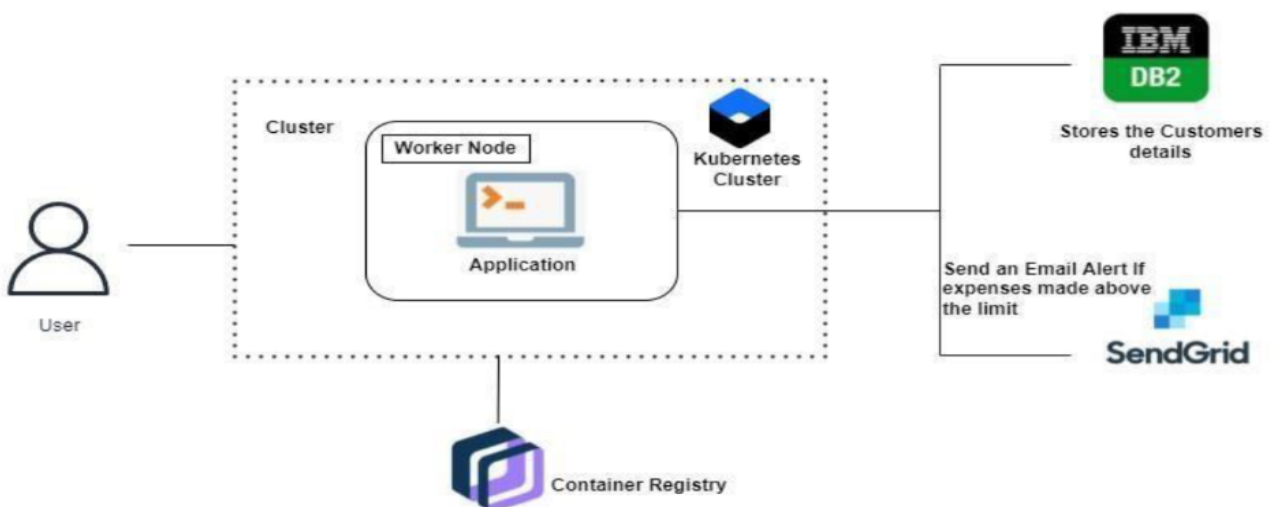 IBM
DB2
Stores the Customers
details
Cluster
Worker Node
Kubernetes
Cluster
Application
User
Send an Email Alert If
expenses made above
the limit
SendGrid
Container Registry